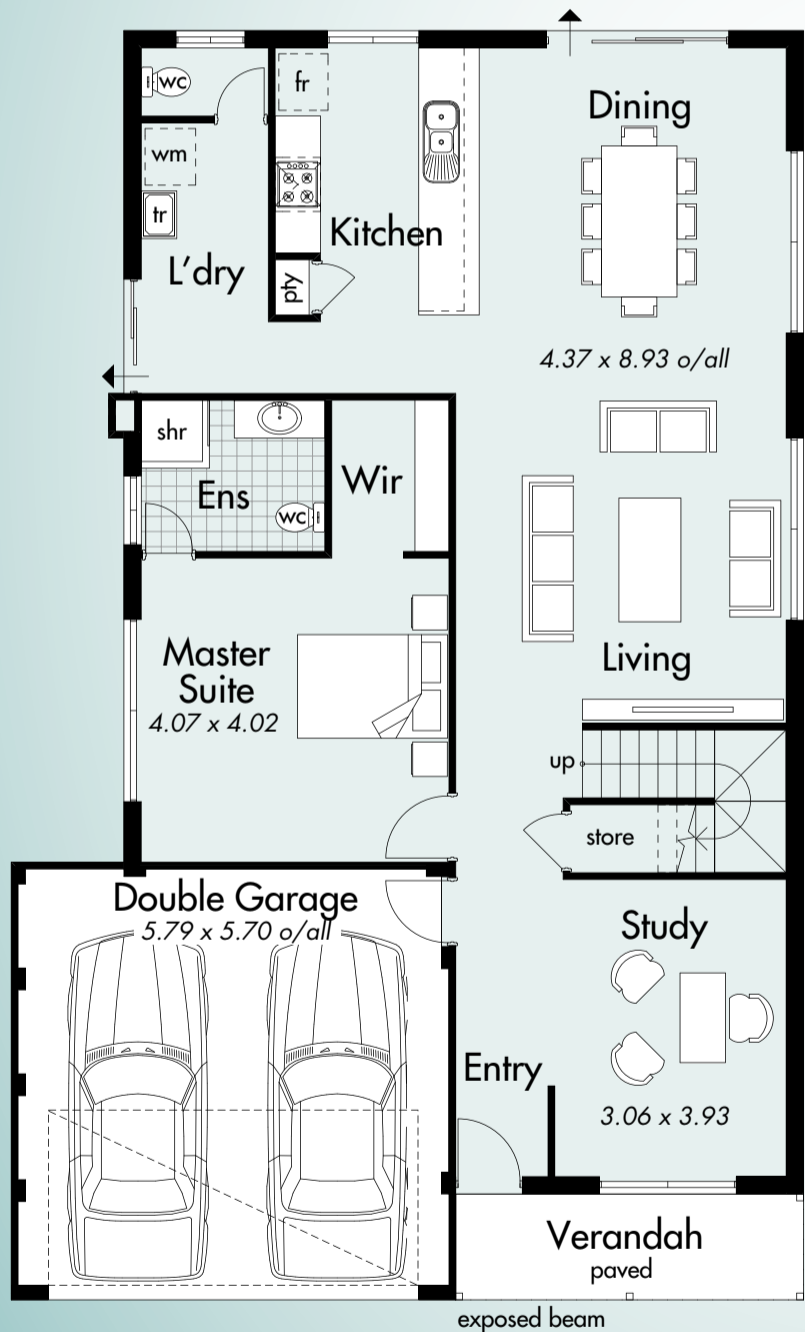 wc
fr
Dining
wm
tr
Kitchen
L'dry
pty
4.37 x 8.93 o/all
shr
Wir
Ens
wc
Master
Suite
4.07 x 4.02
Living
up
store
Double Garage
5.79 x 5.70 o/all
Study
Entry
3.06 x 3.93
Verandah
paved
exposed beam